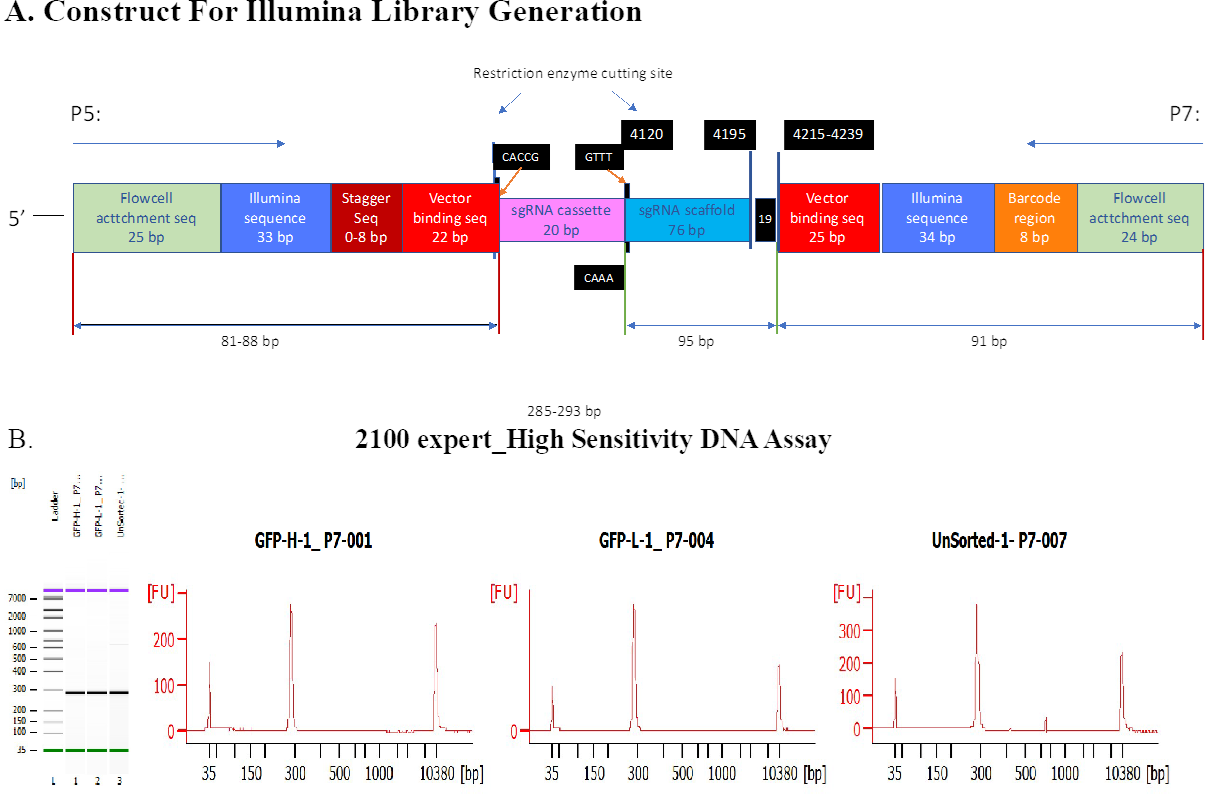 A. Construct For Illumina Library Generation
Restriction enzyme cutting site
P5:
P7:
4120
4195
4215-4239
CACCG
GTTT
5’
Flowcell
acttchment seq
25 bp
Illumina
sequence
33 bp
Stagger
Seq
0-8 bp
Vector
binding seq
22 bp
sgRNA cassette
20 bp
sgRNA scaffold
76 bp
19
Vector
binding seq
25 bp
Illumina
sequence
34 bp
Barcode
region
8 bp
Flowcell
acttchment seq
24 bp
CAAA
81-88 bp
95 bp
91 bp
285-293 bp
B.
2100 expert_High Sensitivity DNA Assay
[bp]
Ladder
GFP-H-1_ P7...
GFP-L-1_ P7...
UnSorted-1-...
7000
2000
1000
600
500
400
300
200
150
100
35
L
1
2
3
GFP-H-1_ P7-001
[FU]
200
100
0
35 150 300 500 1000 10380 [bp]
GFP-L-1_ P7-004
[FU]
0
35 150 300 500 1000 10380 [bp]
UnSorted-1- P7-007
[FU]
300
200
100
0
35 150 300 500 1000 10380 [bp]